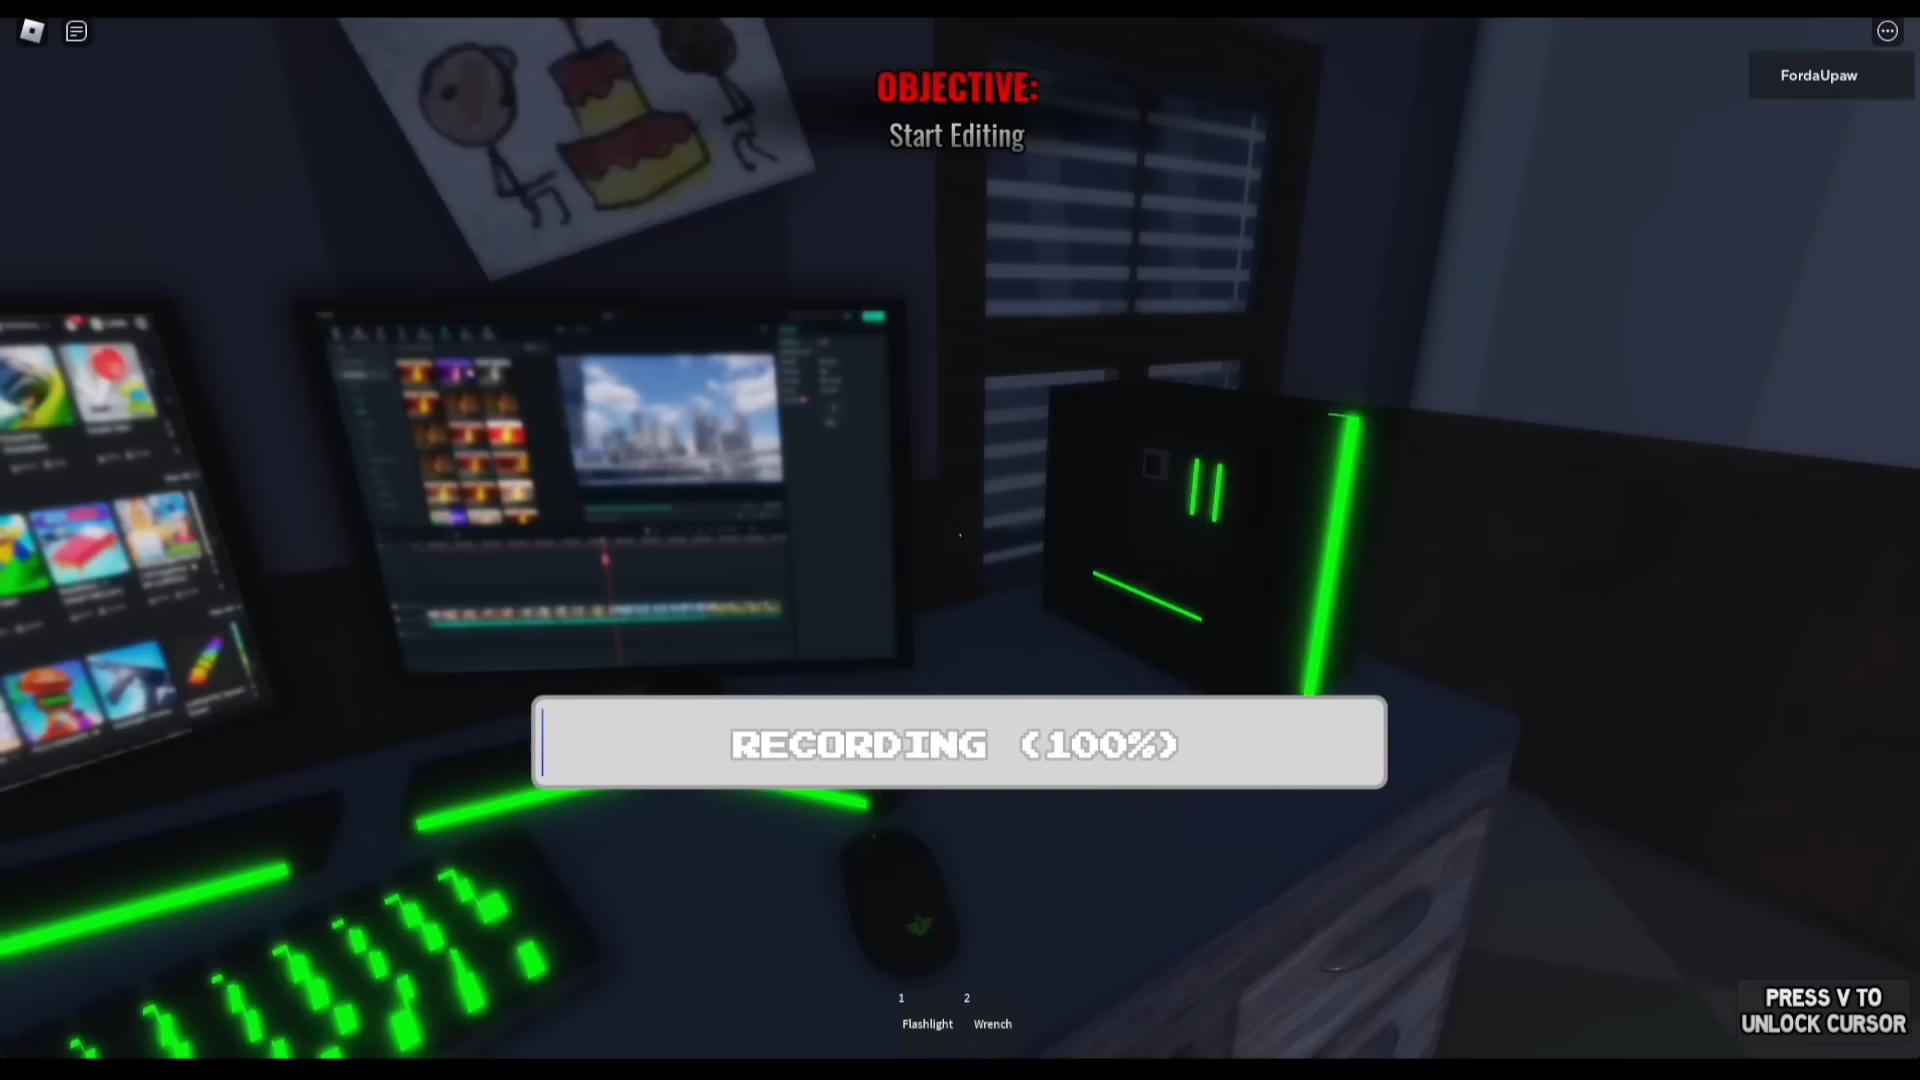 FordaUpaw
OBJECTIVE:
Start Editing
RECORDING (100%)
1
2
Flashlight
Wrench
PRESS V TO
UNLOCK CURSOR